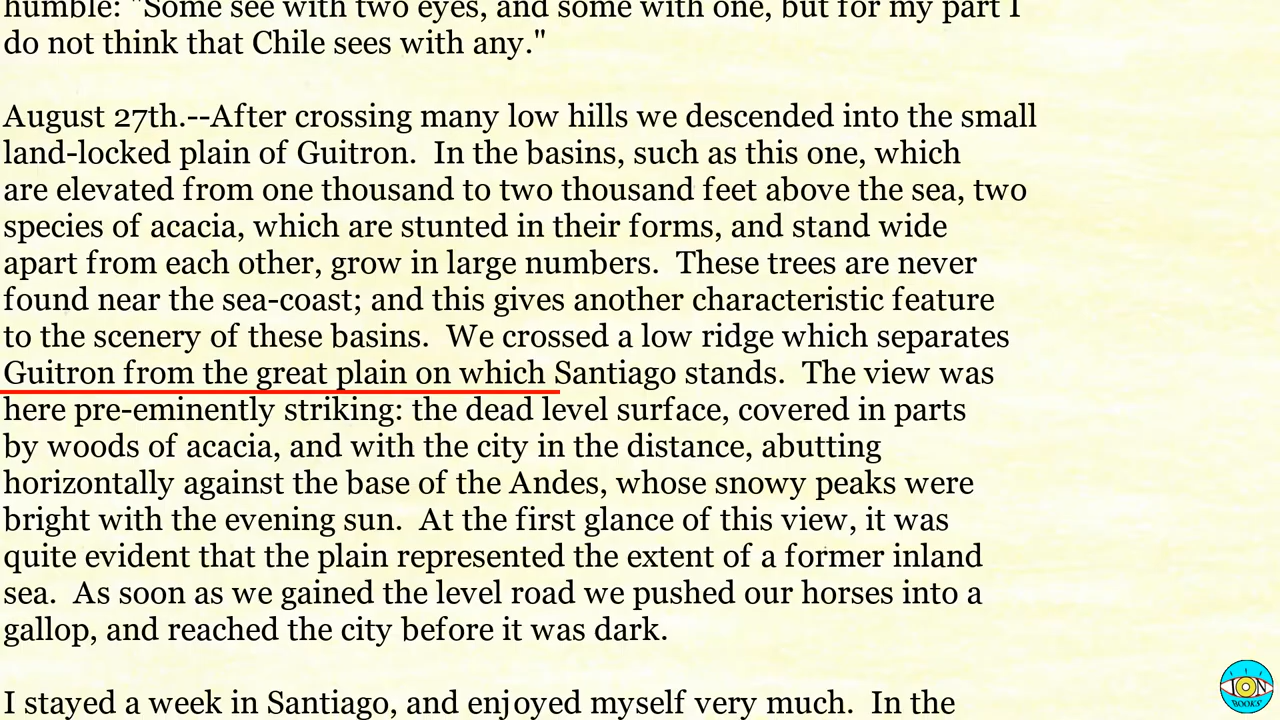 humble: "Some see with two eyes, and some with one, but for my part I
do not think that Chile sees with any."
August 27th.--After crossing many low hills we descended into the small
land-locked plain of Guitron.  In the basins, such as this one, which
are elevated from one thousand to two thousand feet above the sea, two
species of acacia, which are stunted in their forms, and stand wide
apart from each other, grow in large numbers.  These trees are never
found near the sea-coast; and this gives another characteristic feature
to the scenery of these basins.  We crossed a low ridge which separates
Guitron from the great plain on which Santiago stands.  The view was
here pre-eminently striking: the dead level surface, covered in parts
by woods of acacia, and with the city in the distance, abutting
horizontally against the base of the Andes, whose snowy peaks were
bright with the evening sun.  At the first glance of this view, it was
quite evident that the plain represented the extent of a former inland
sea.  As soon as we gained the level road we pushed our horses into a
gallop, and reached the city before it was dark.
I stayed a week in Santiago, and enjoyed myself very much.  In the
ION
BOOKS